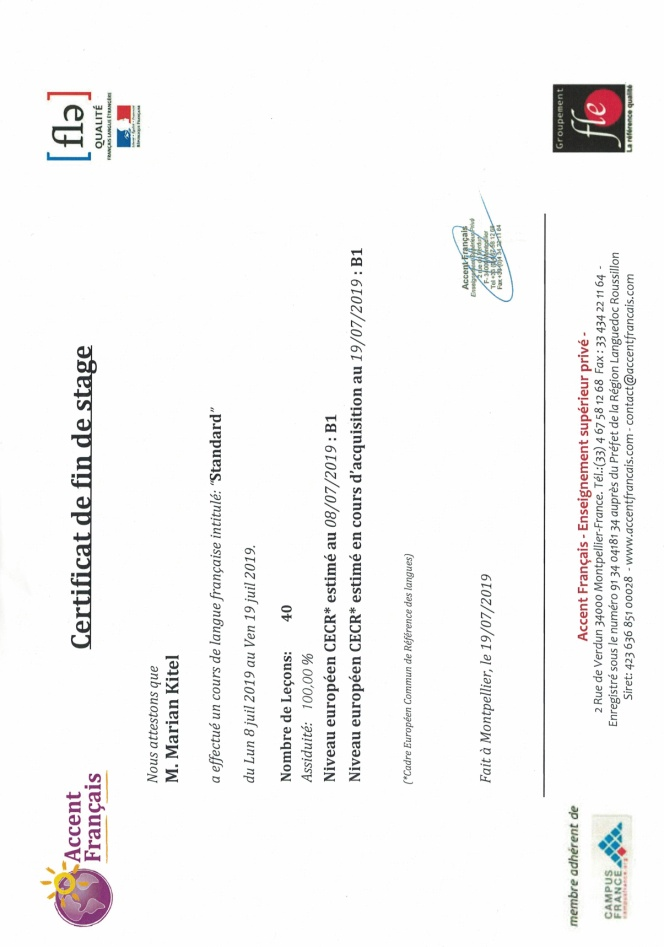 Accent
Français
[flə]
QUALITÉ
FRANÇAIS LANGUE ÉTRANGÈRE
Certificat de fin de stage
Nous attestons que
M. Marian Kitel
a effectué un cours de langue française intitulé: "Standard"
du Lun 8 juil 2019 au Ven 19 juil 2019.
Nombre de Leçons: 40
Assiduité: 100,00 %
Niveau européen CECR* estimé au 08/07/2019 : B1
Niveau européen CECR* estimé en cours d'acquisition au 19/07/2019 : B1
(*Cadre Européen Commun de Référence des langues)
Accent Français
Fait à Montpellier, le 19/07/2019
membre adhérent de
CAMPUS
FRANCE
Accent Français - Enseignement supérieur privé -
2 Rue de Verdun 34000 Montpellier-France. Tél.:(33) 4 67 58 12 68 Fax : 33 434 22 11 64 -
Enregistré sous le numéro 91 34 04181 34 auprès du Préfet de la Région Languedoc Roussillon
Siret: 423 636 851 00028 - www.accentfrancais.com - contact@accentfrancais.com
Groupement
fle
La référence qualité